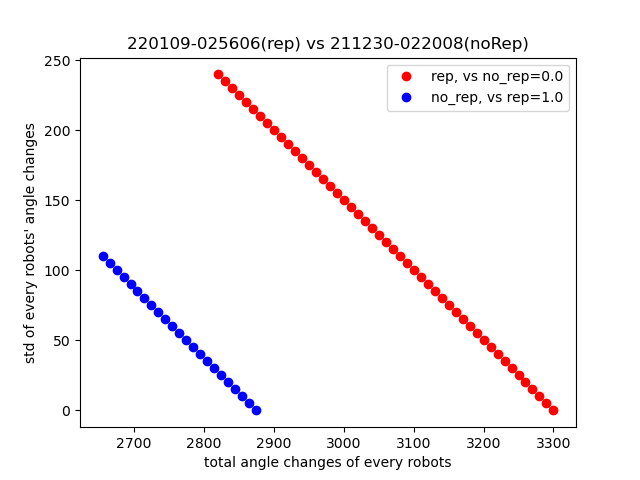 220109-025606(rep) vs 211230-022008(noRep)
rep, vs no_rep=0.0
no_rep, vs rep=1.0
250
200
150
100
50
0
std of every robots' angle changes
2700 2800 2900 3000 3100 3200 3300
total angle changes of every robots